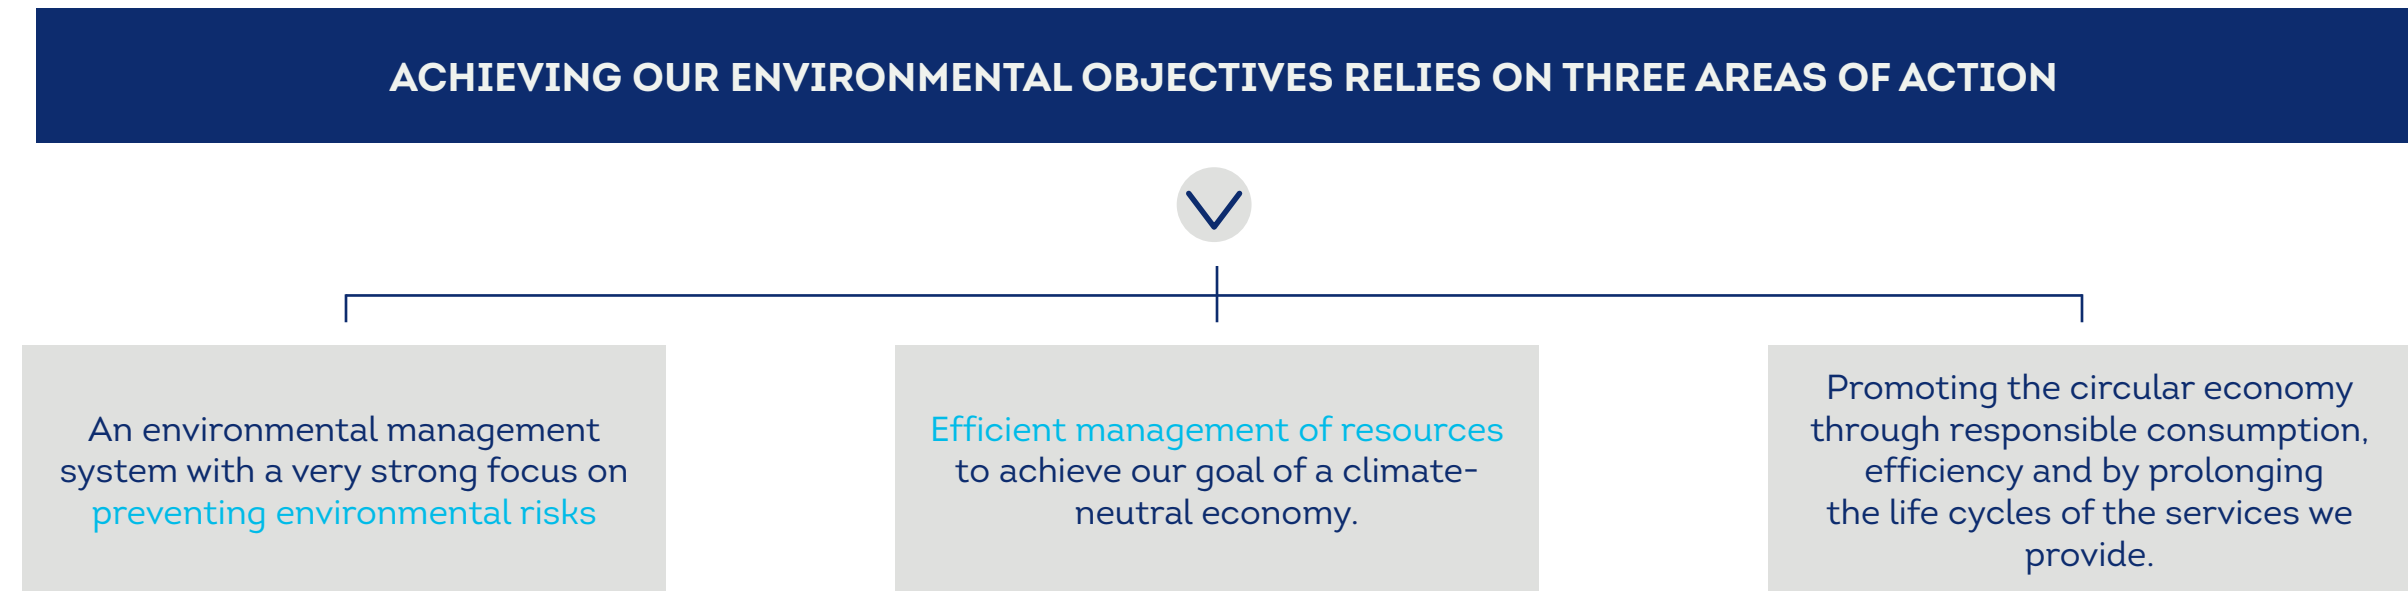 ACHIEVING OUR ENVIRONMENTAL OBJECTIVES RELIES ON THREE AREAS OF ACTION
An environmental management
system with a very strong focus on
preventing environmental risks
Efficient management of resources
to achieve our goal of a climate-
neutral economy.
Promoting the circular economy
through responsible consumption,
efficiency and by prolonging
the life cycles of the services we
provide.